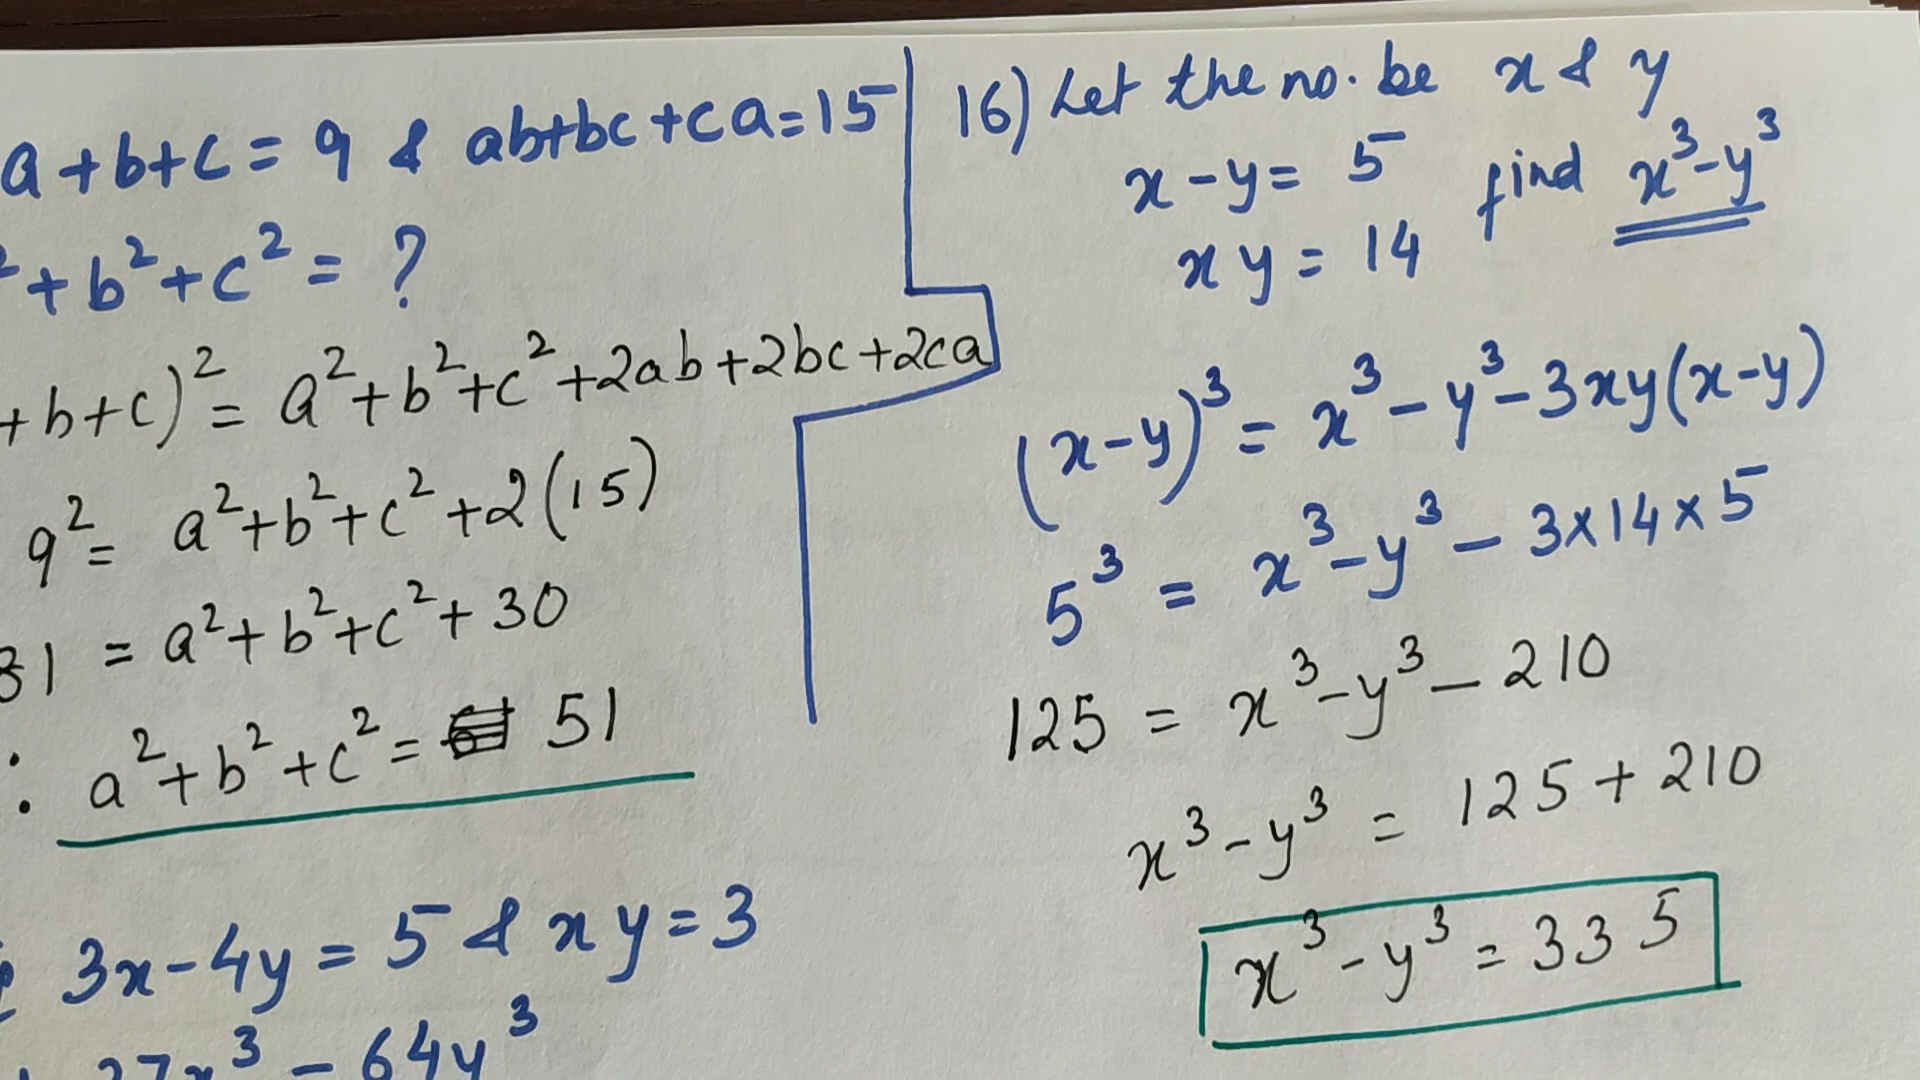 a+b+c = 9 & ab+bc+ca=15
²+b²+c² = ?
+b+c)² = a²+b²+c²+2ab+2bc+2ca
9² = a²+b²+c²+2(15)
81 = a²+b²+c²+30
: a²+b²+c² = 51
3x-4y = 5 & xy=3
27x³ - 64y³
16) Let the no. be x & y
x-y = 5 find x³-y³
xy = 14
(x-y)³ = x³-y³-3xy(x-y)
5³ = x³-y³-3×14×5
125 = x³-y³-210
x³-y³ = 125+210
x³-y³ = 335